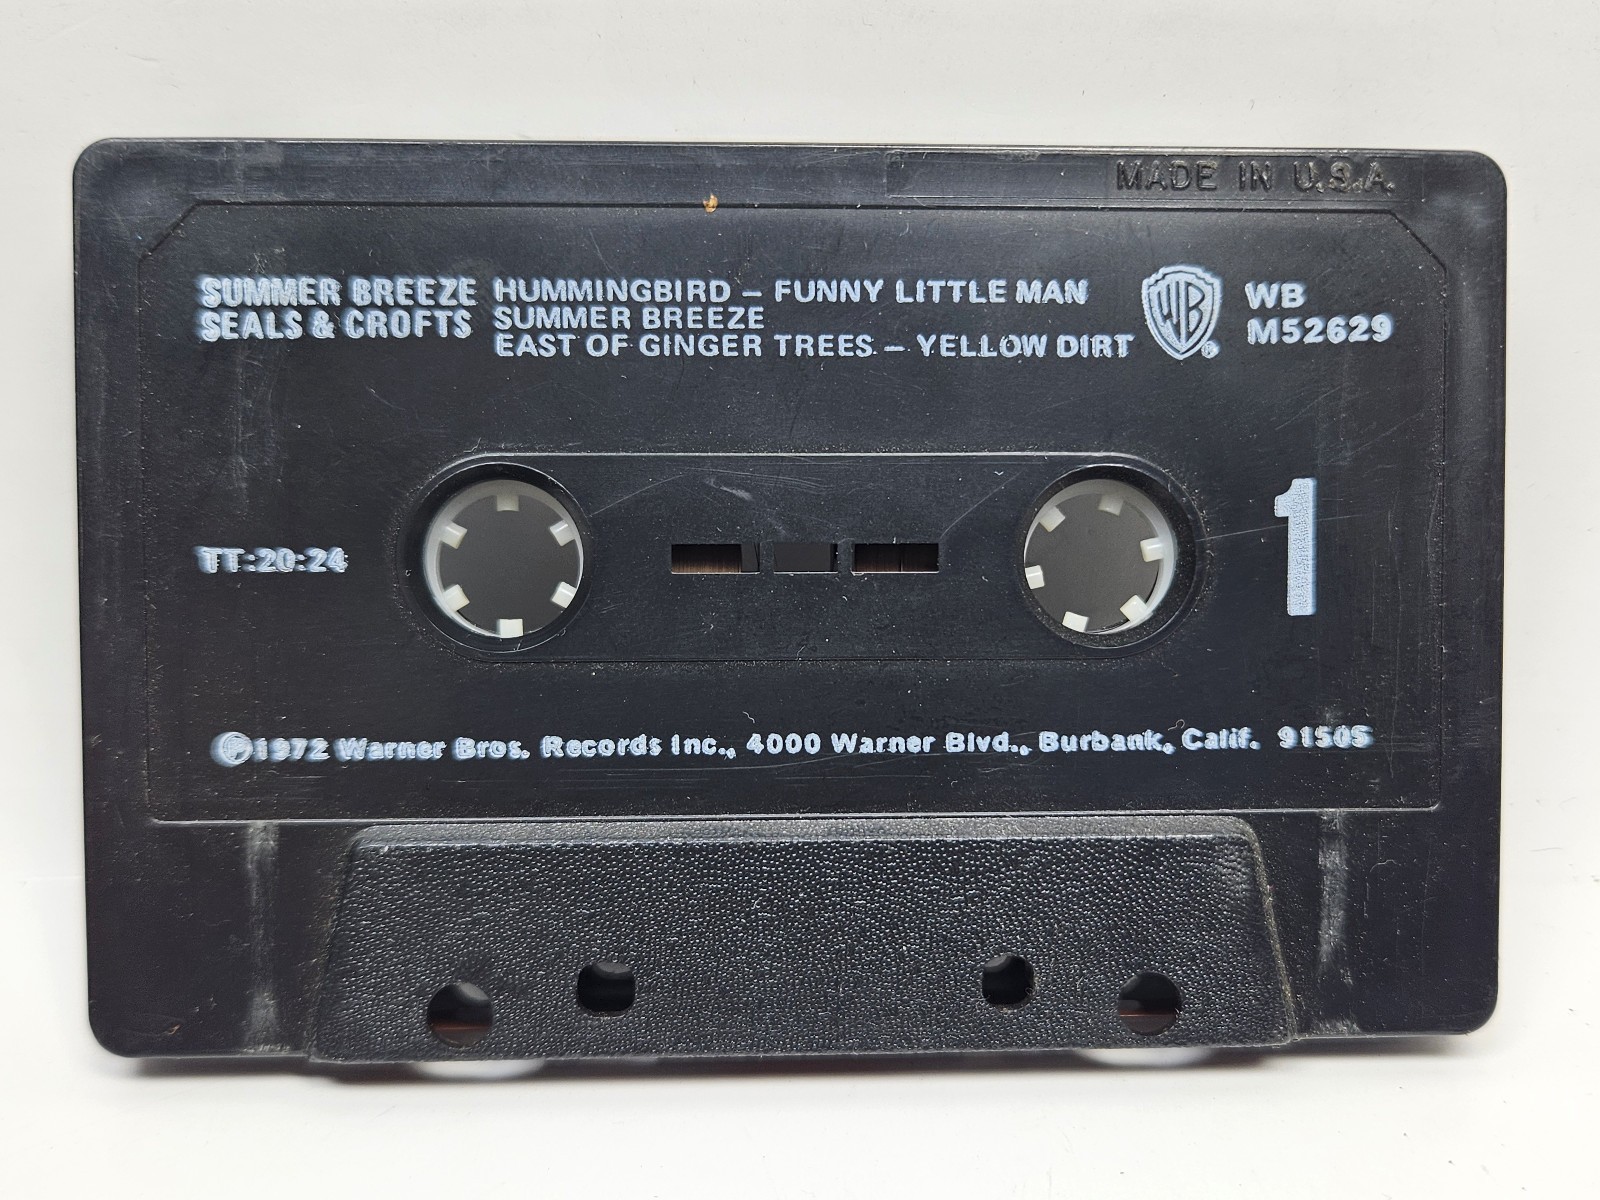 MADE IN U.S.A.
SUMMER BREEZE
SEALS & CROFTS
HUMMINGBIRD – FUNNY LITTLE MAN
SUMMER BREEZE
EAST OF GINGER TREES – YELLOW DIRT
WB®
WB
M52629
TT:20:24
1
℗1972 Warner Bros. Records Inc., 4000 Warner Blvd., Burbank, Calif. 91505